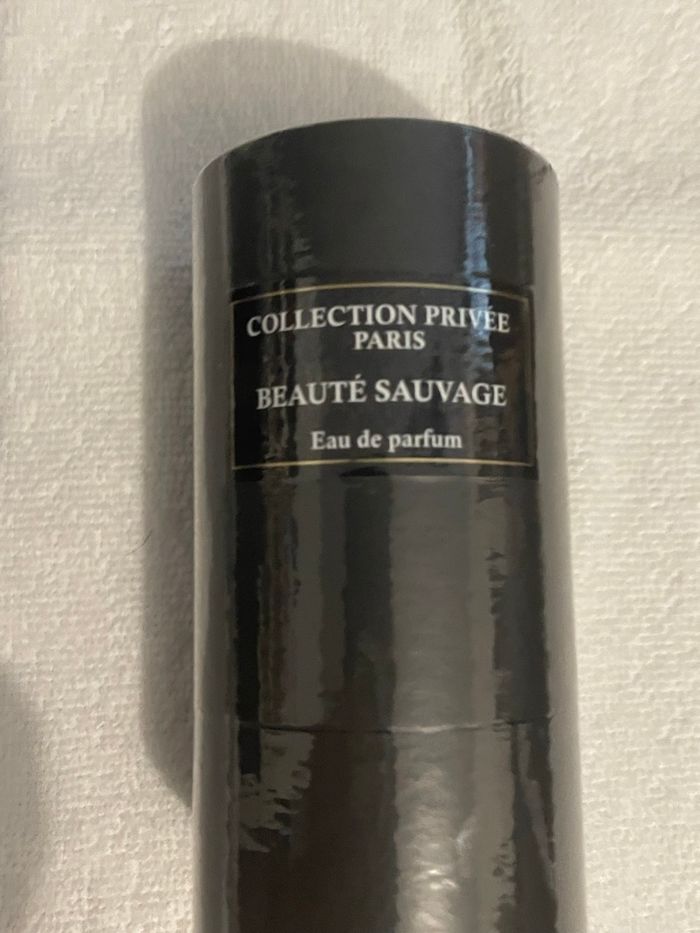 COLLECTION PRIVÉE
PARIS
BEAUTÉ SAUVAGE
Eau de parfum